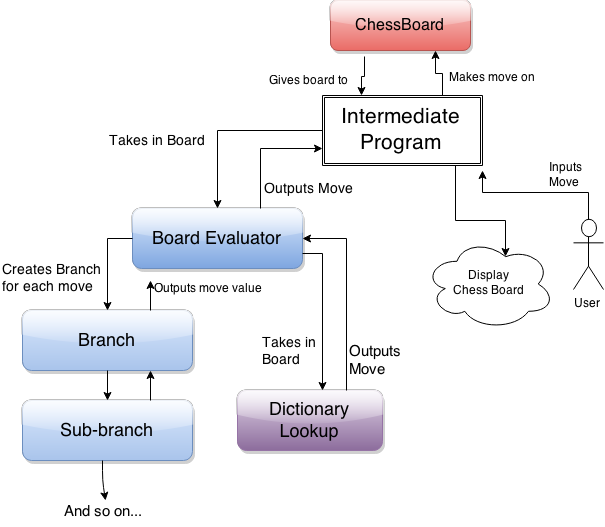 ChessBoard
Gives board to
Makes move on
Intermediate
Program
Takes in Board
Outputs Move
Inputs
Move
Board Evaluator
Display
Chess Board
User
Creates Branch
for each move
Outputs move value
Branch
Takes in
Board
Outputs
Move
Sub-branch
Dictionary
Lookup
And so on...